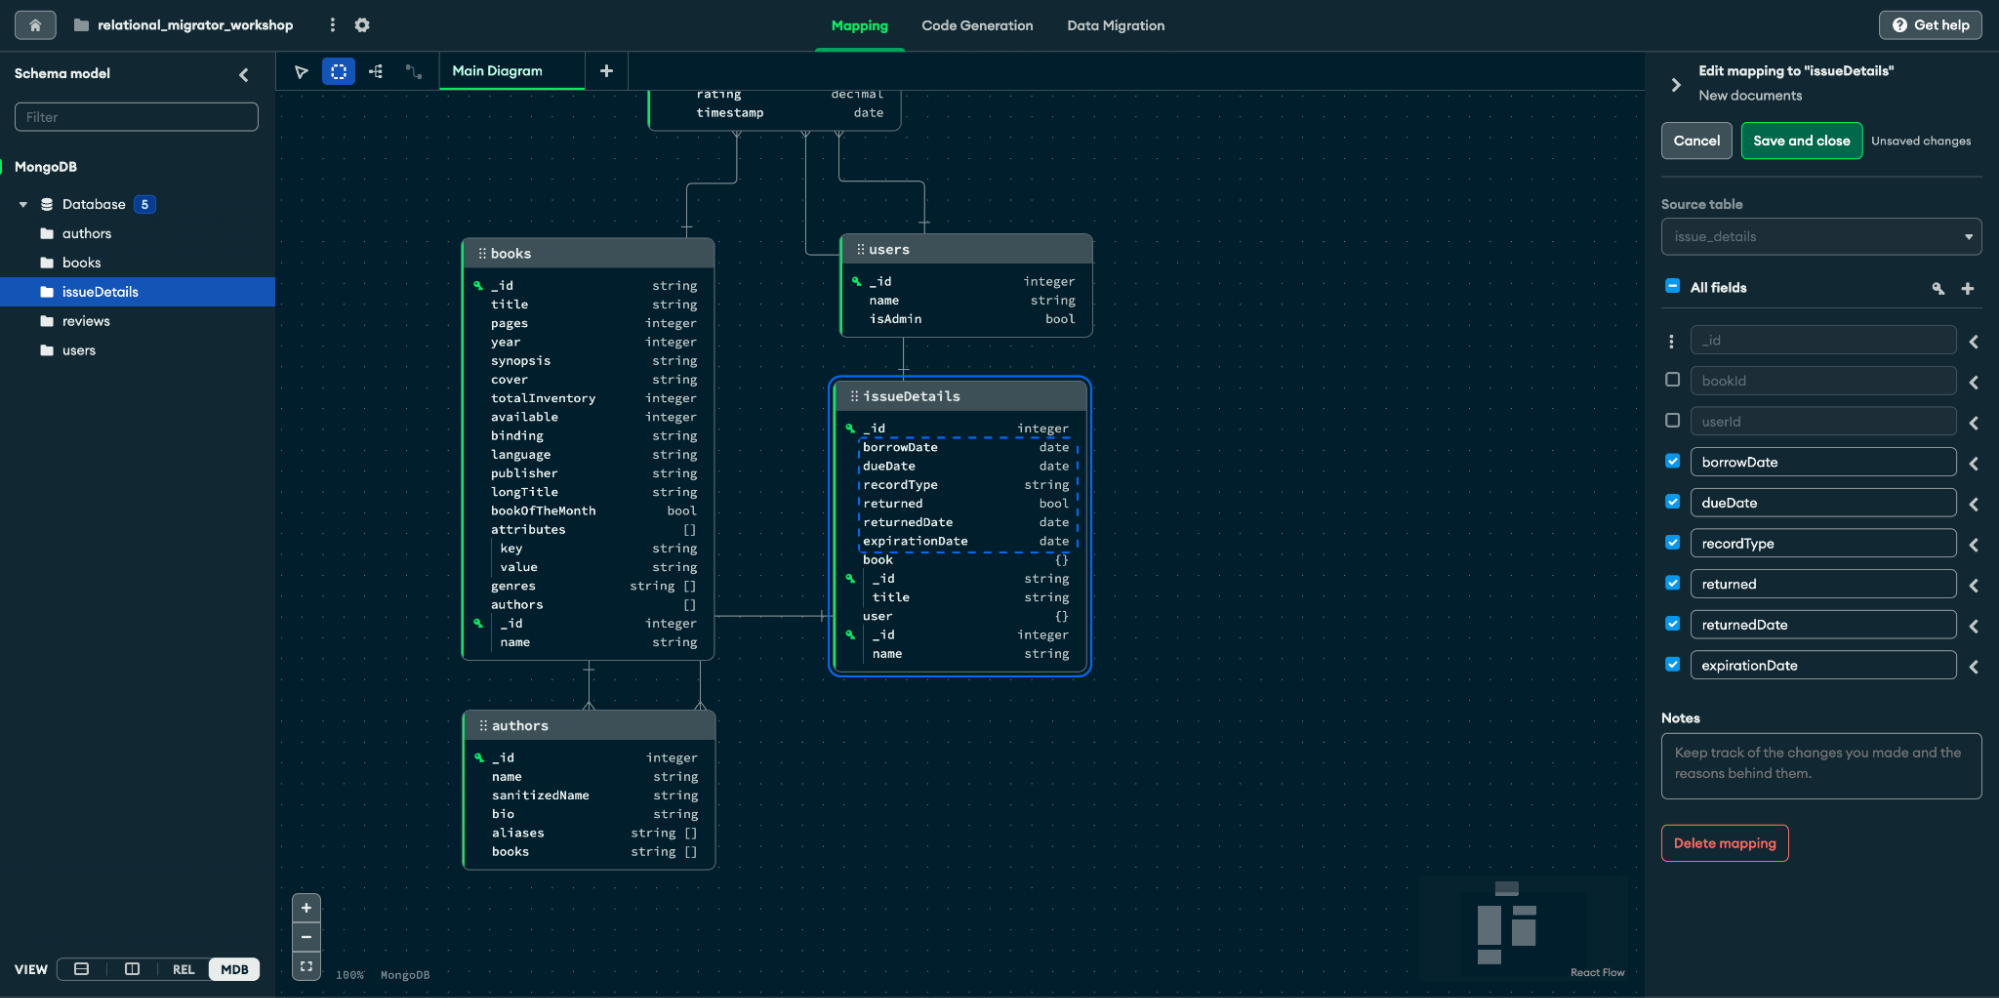 relational_migrator_workshop
Mapping
Code Generation
Data Migration
Get help
Schema model
Filter
MongoDB
Database 5
authors
books
issueDetails
reviews
users
VIEW
REL
MDB
Main Diagram
rating decimal
timestamp date
books
_id string
title string
pages integer
year integer
synopsis string
cover string
totalInventory integer
available integer
binding string
language string
publisher string
longTitle string
bookOfTheMonth bool
attributes []
key string
value string
genres string []
authors []
_id integer
name string
users
_id integer
name string
isAdmin bool
issueDetails
_id integer
borrowDate date
dueDate date
recordType string
returned bool
returnedDate date
expirationDate date
book {}
_id string
title string
user {}
_id integer
name string
authors
_id integer
name string
sanitizedName string
bio string
aliases string []
books string []
100% MongoDB
React Flow
Edit mapping to "issueDetails"
New documents
Cancel
Save and close
Unsaved changes
Source table
issue_details
All fields
_id
bookId
userId
borrowDate
dueDate
recordType
returned
returnedDate
expirationDate
Notes
Keep track of the changes you made and the
reasons behind them.
Delete mapping